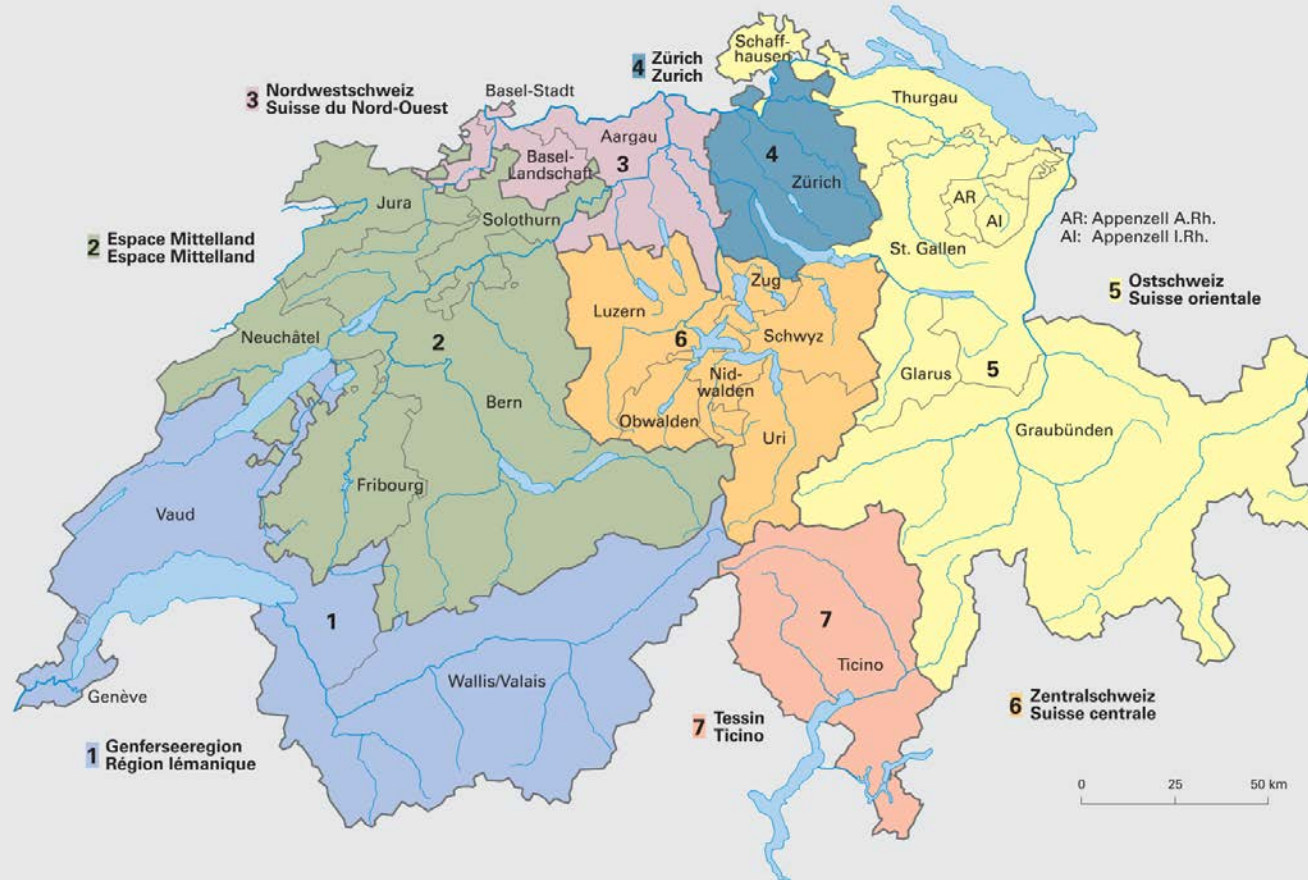 Schaff-
hausen
4 Zürich
Zurich
3 Nordwestschweiz
Suisse du Nord-Ouest
Basel-Stadt
Thurgau
Aargau
3
4
Zürich
Basel-
Landschaft
Jura
Solothurn
AR
AI
AR: Appenzell A.Rh.
AI: Appenzell I.Rh.
2 Espace Mittelland
Espace Mittelland
St. Gallen
5 Ostschweiz
Suisse orientale
Zug
Luzern
Neuchâtel
2
6
Schwyz
Glarus
5
Nid-
walden
Bern
Obwalden
Uri
Graubünden
Fribourg
Vaud
1
7
Ticino
Wallis/Valais
Genève
6 Zentralschweiz
Suisse centrale
7 Tessin
Ticino
1 Genferseeregion
Région lémanique
0 25 50 km